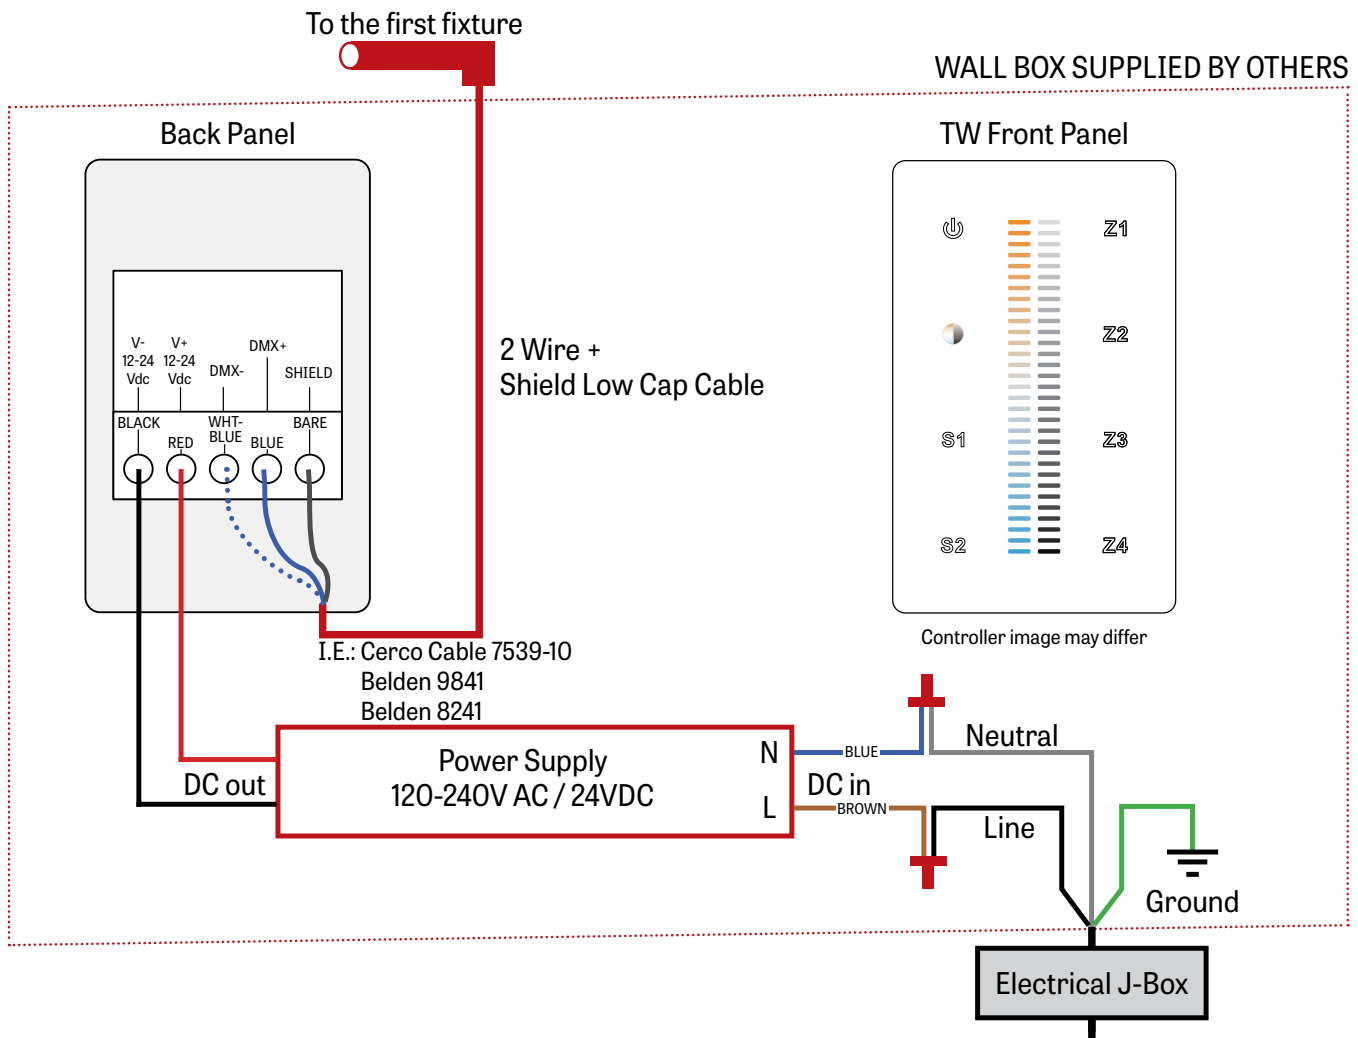 To the first fixture
WALL BOX SUPPLIED BY OTHERS
Back Panel
TW Front Panel
V-
12-24
Vdc
V+
12-24
Vdc
DMX-
DMX+
SHIELD
BLACK
RED
WHT-
BLUE
BLUE
BARE
2 Wire +
Shield Low Cap Cable
Z1
Z2
S1
Z3
S2
Z4
Controller image may differ
I.E.: Cerco Cable 7539-10
Belden 9841
Belden 8241
Power Supply
120-240V AC / 24VDC
DC out
N
L
DC in
BLUE
BROWN
Neutral
Line
Ground
Electrical J-Box